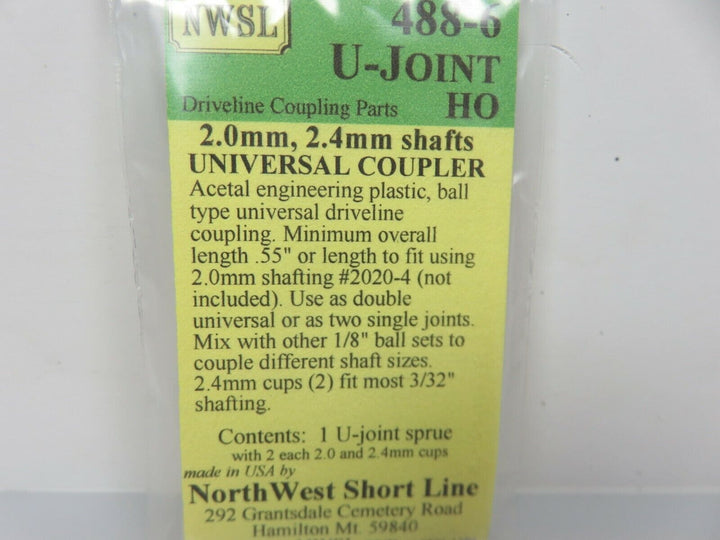 NWSL
488-6
U-JOINT
Driveline Coupling Parts HO
2.0mm, 2.4mm shafts
UNIVERSAL COUPLER
Acetal engineering plastic, ball
type universal driveline
coupling. Minimum overall
length .55" or length to fit using
2.0mm shafting #2020-4 (not
included). Use as double
universal or as two single joints.
Mix with other 1/8" ball sets to
couple different shaft sizes.
2.4mm cups (2) fit most 3/32"
shafting.
Contents: 1 U-joint sprue
with 2 each 2.0 and 2.4mm cups
made in USA by
NorthWest Short Line
292 Grantsdale Cemetery Road
Hamilton Mt. 59840